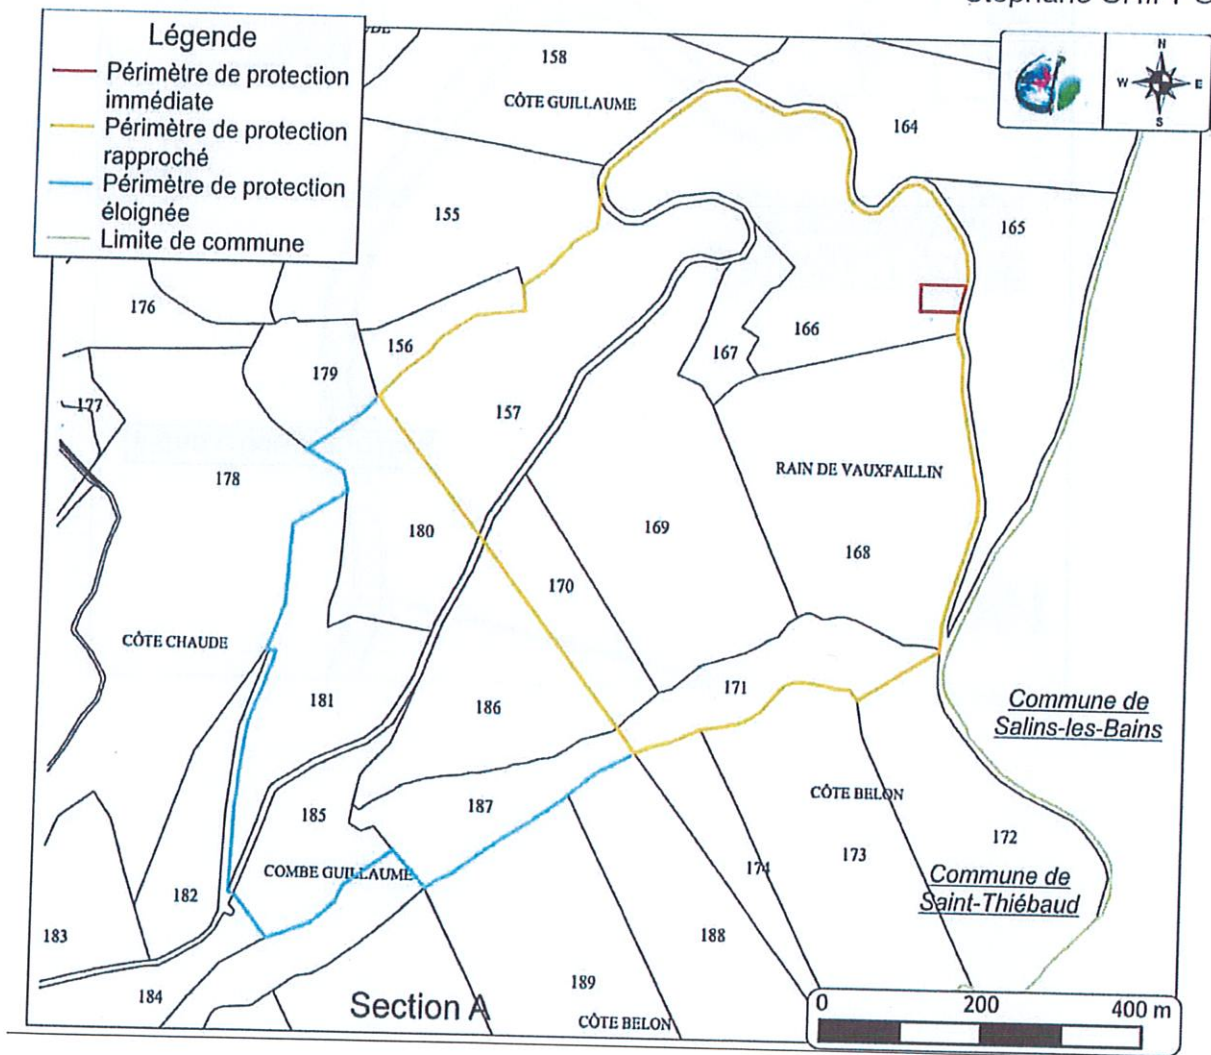 Légende
Périmètre de protection
immédiate
Périmètre de protection
rapproché
Périmètre de protection
éloignée
Limite de commune
N
W
E
S
158
CÔTE GUILLAUME
164
155
165
176
156
166
179
167
177
157
178
RAIN DE VAUXFAILLIN
180
169
168
170
CÔTE CHAUDE
181
171
186
Commune de
Salins-les-Bains
187
CÔTE BELON
185
172
174
173
COMBE GUILLAUME
Commune de
Saint-Thiébaud
182
183
188
184
189
Section A
CÔTE BELON
0
200
400 m